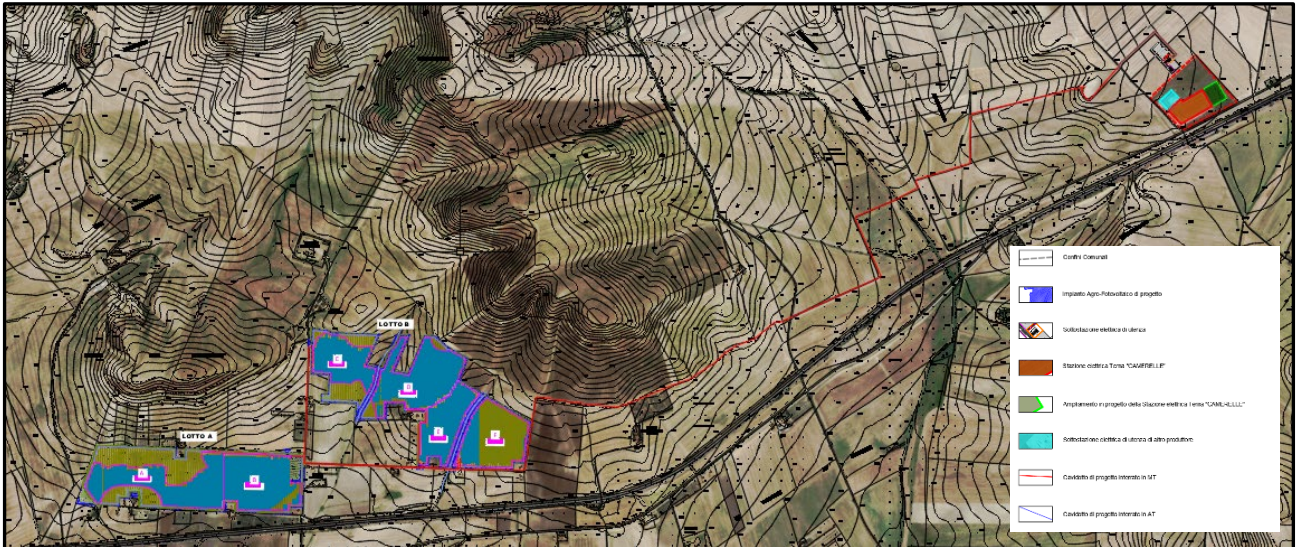 LOTTO B
C
D
E
F
LOTTO A
A
B
Confini Comunali
Impianto Agro-Fotovoltaico di progetto
Sottostazione elettrica di utenza
Stazione elettrica Terna "CAMERELLE"
Ampliamento in progetto della Stazione elettrica Terna "CAMERELLE"
Sottostazione elettrica di utenza di altro produttore
Cavidotto di progetto interrato in MT
Cavidotto di progetto interrato in AT